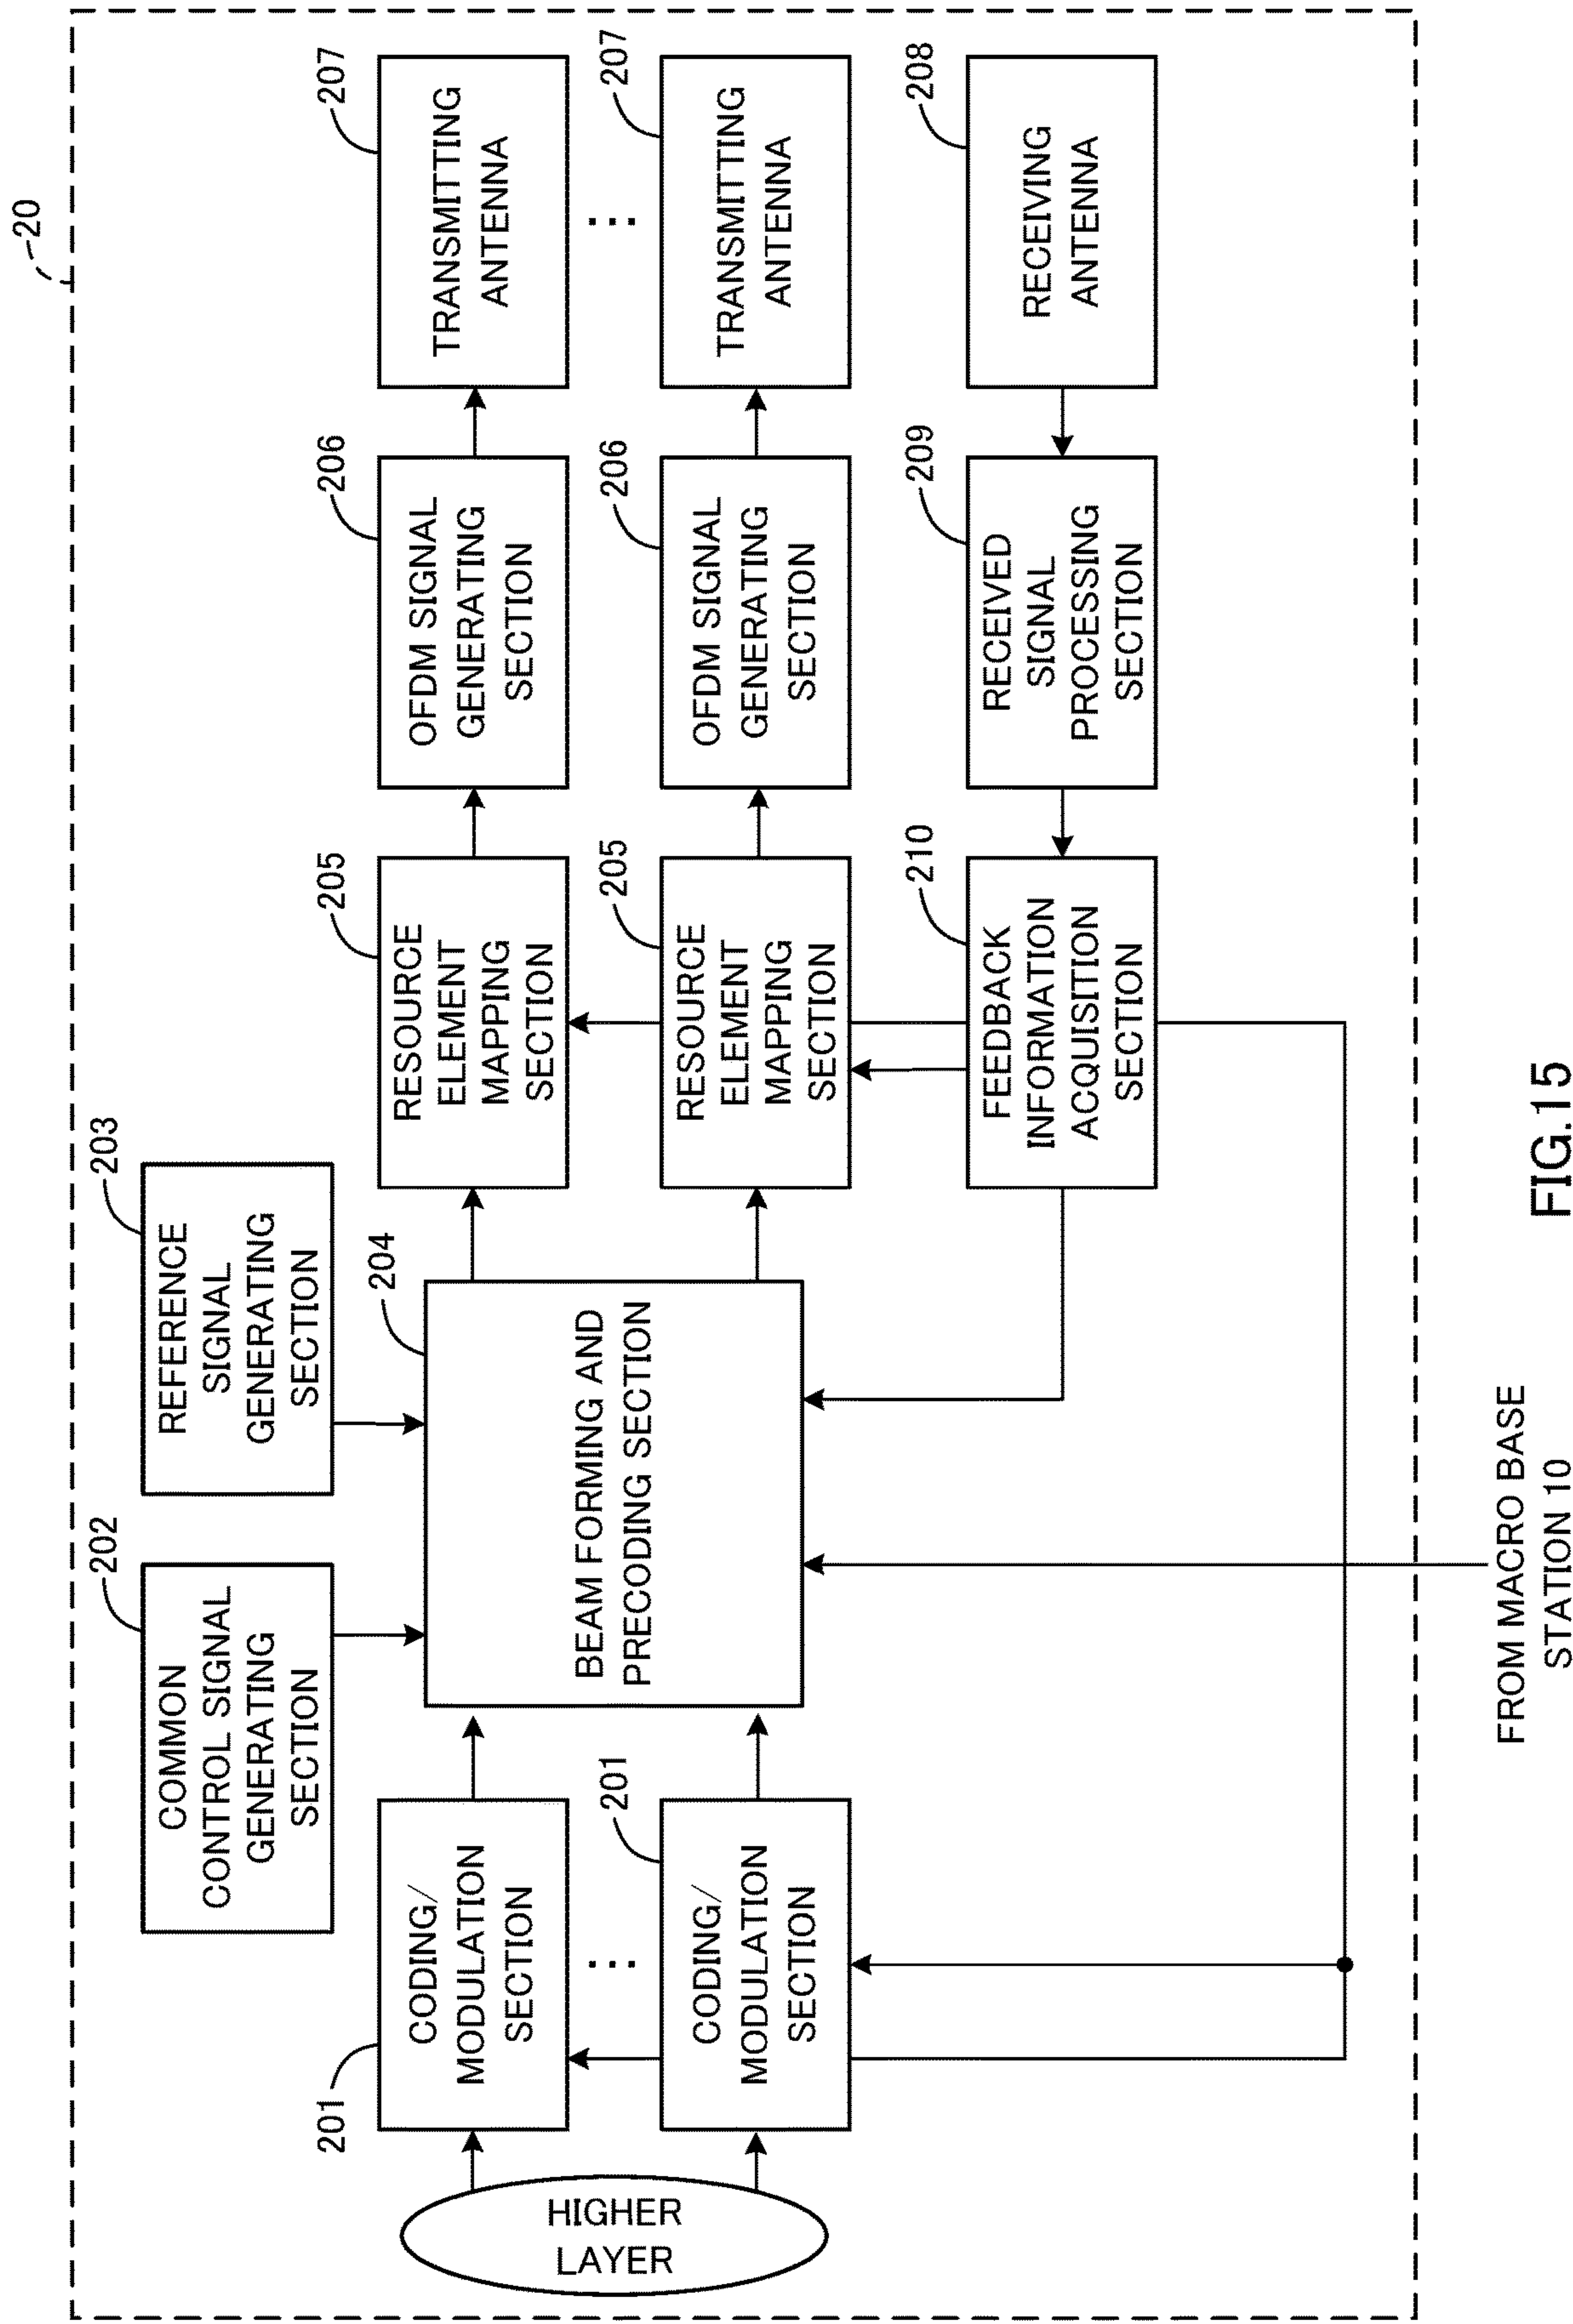 20
COMMON
CONTROL SIGNAL
GENERATING
SECTION
202
REFERENCE
SIGNAL
GENERATING
SECTION
203
HIGHER
LAYER
CODING/
MODULATION
SECTION
201
CODING/
MODULATION
SECTION
201
...
BEAM FORMING AND
PRECODING SECTION
204
RESOURCE
ELEMENT
MAPPING
SECTION
205
OFDM SIGNAL
GENERATING
SECTION
206
TRANSMITTING
ANTENNA
207
...
RESOURCE
ELEMENT
MAPPING
SECTION
205
OFDM SIGNAL
GENERATING
SECTION
206
TRANSMITTING
ANTENNA
207
FEEDBACK
INFORMATION
ACQUISITION
SECTION
210
RECEIVED
SIGNAL
PROCESSING
SECTION
209
RECEIVING
ANTENNA
208
FROM MACRO BASE
STATION 10
FIG.15